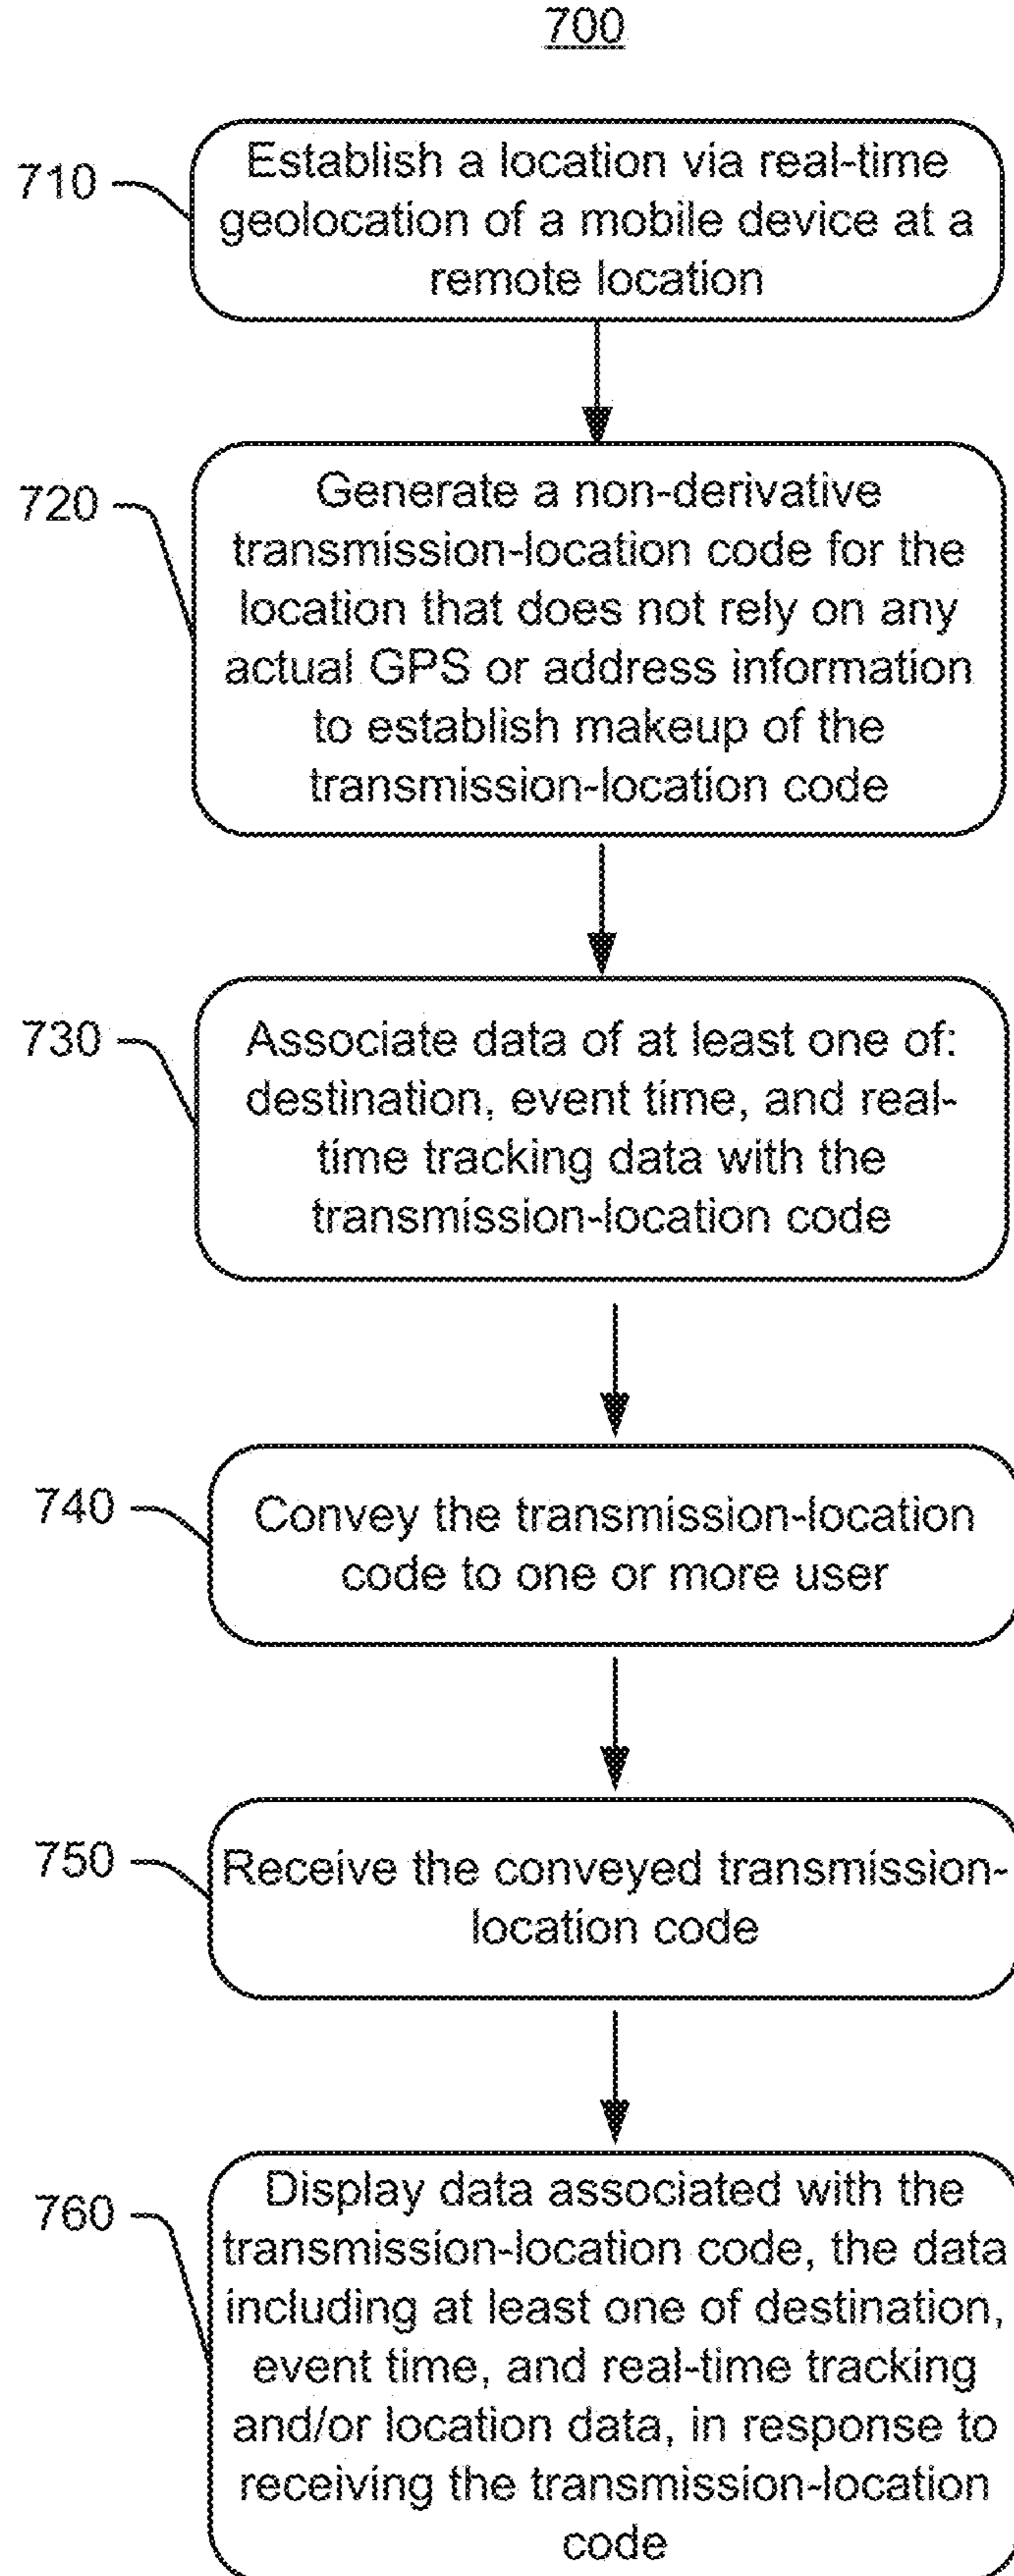 700
710
Establish a location via real-time
geolocation of a mobile device at a
remote location
720
Generate a non-derivative
transmission-location code for the
location that does not rely on any
actual GPS or address information
to establish makeup of the
transmission-location code
730
Associate data of at least one of:
destination, event time, and real-
time tracking data with the
transmission-location code
740
Convey the transmission-location
code to one or more user
750
Receive the conveyed transmission-
location code
760
Display data associated with the
transmission-location code, the data
including at least one of destination,
event time, and real-time tracking
and/or location data, in response to
receiving the transmission-location
code